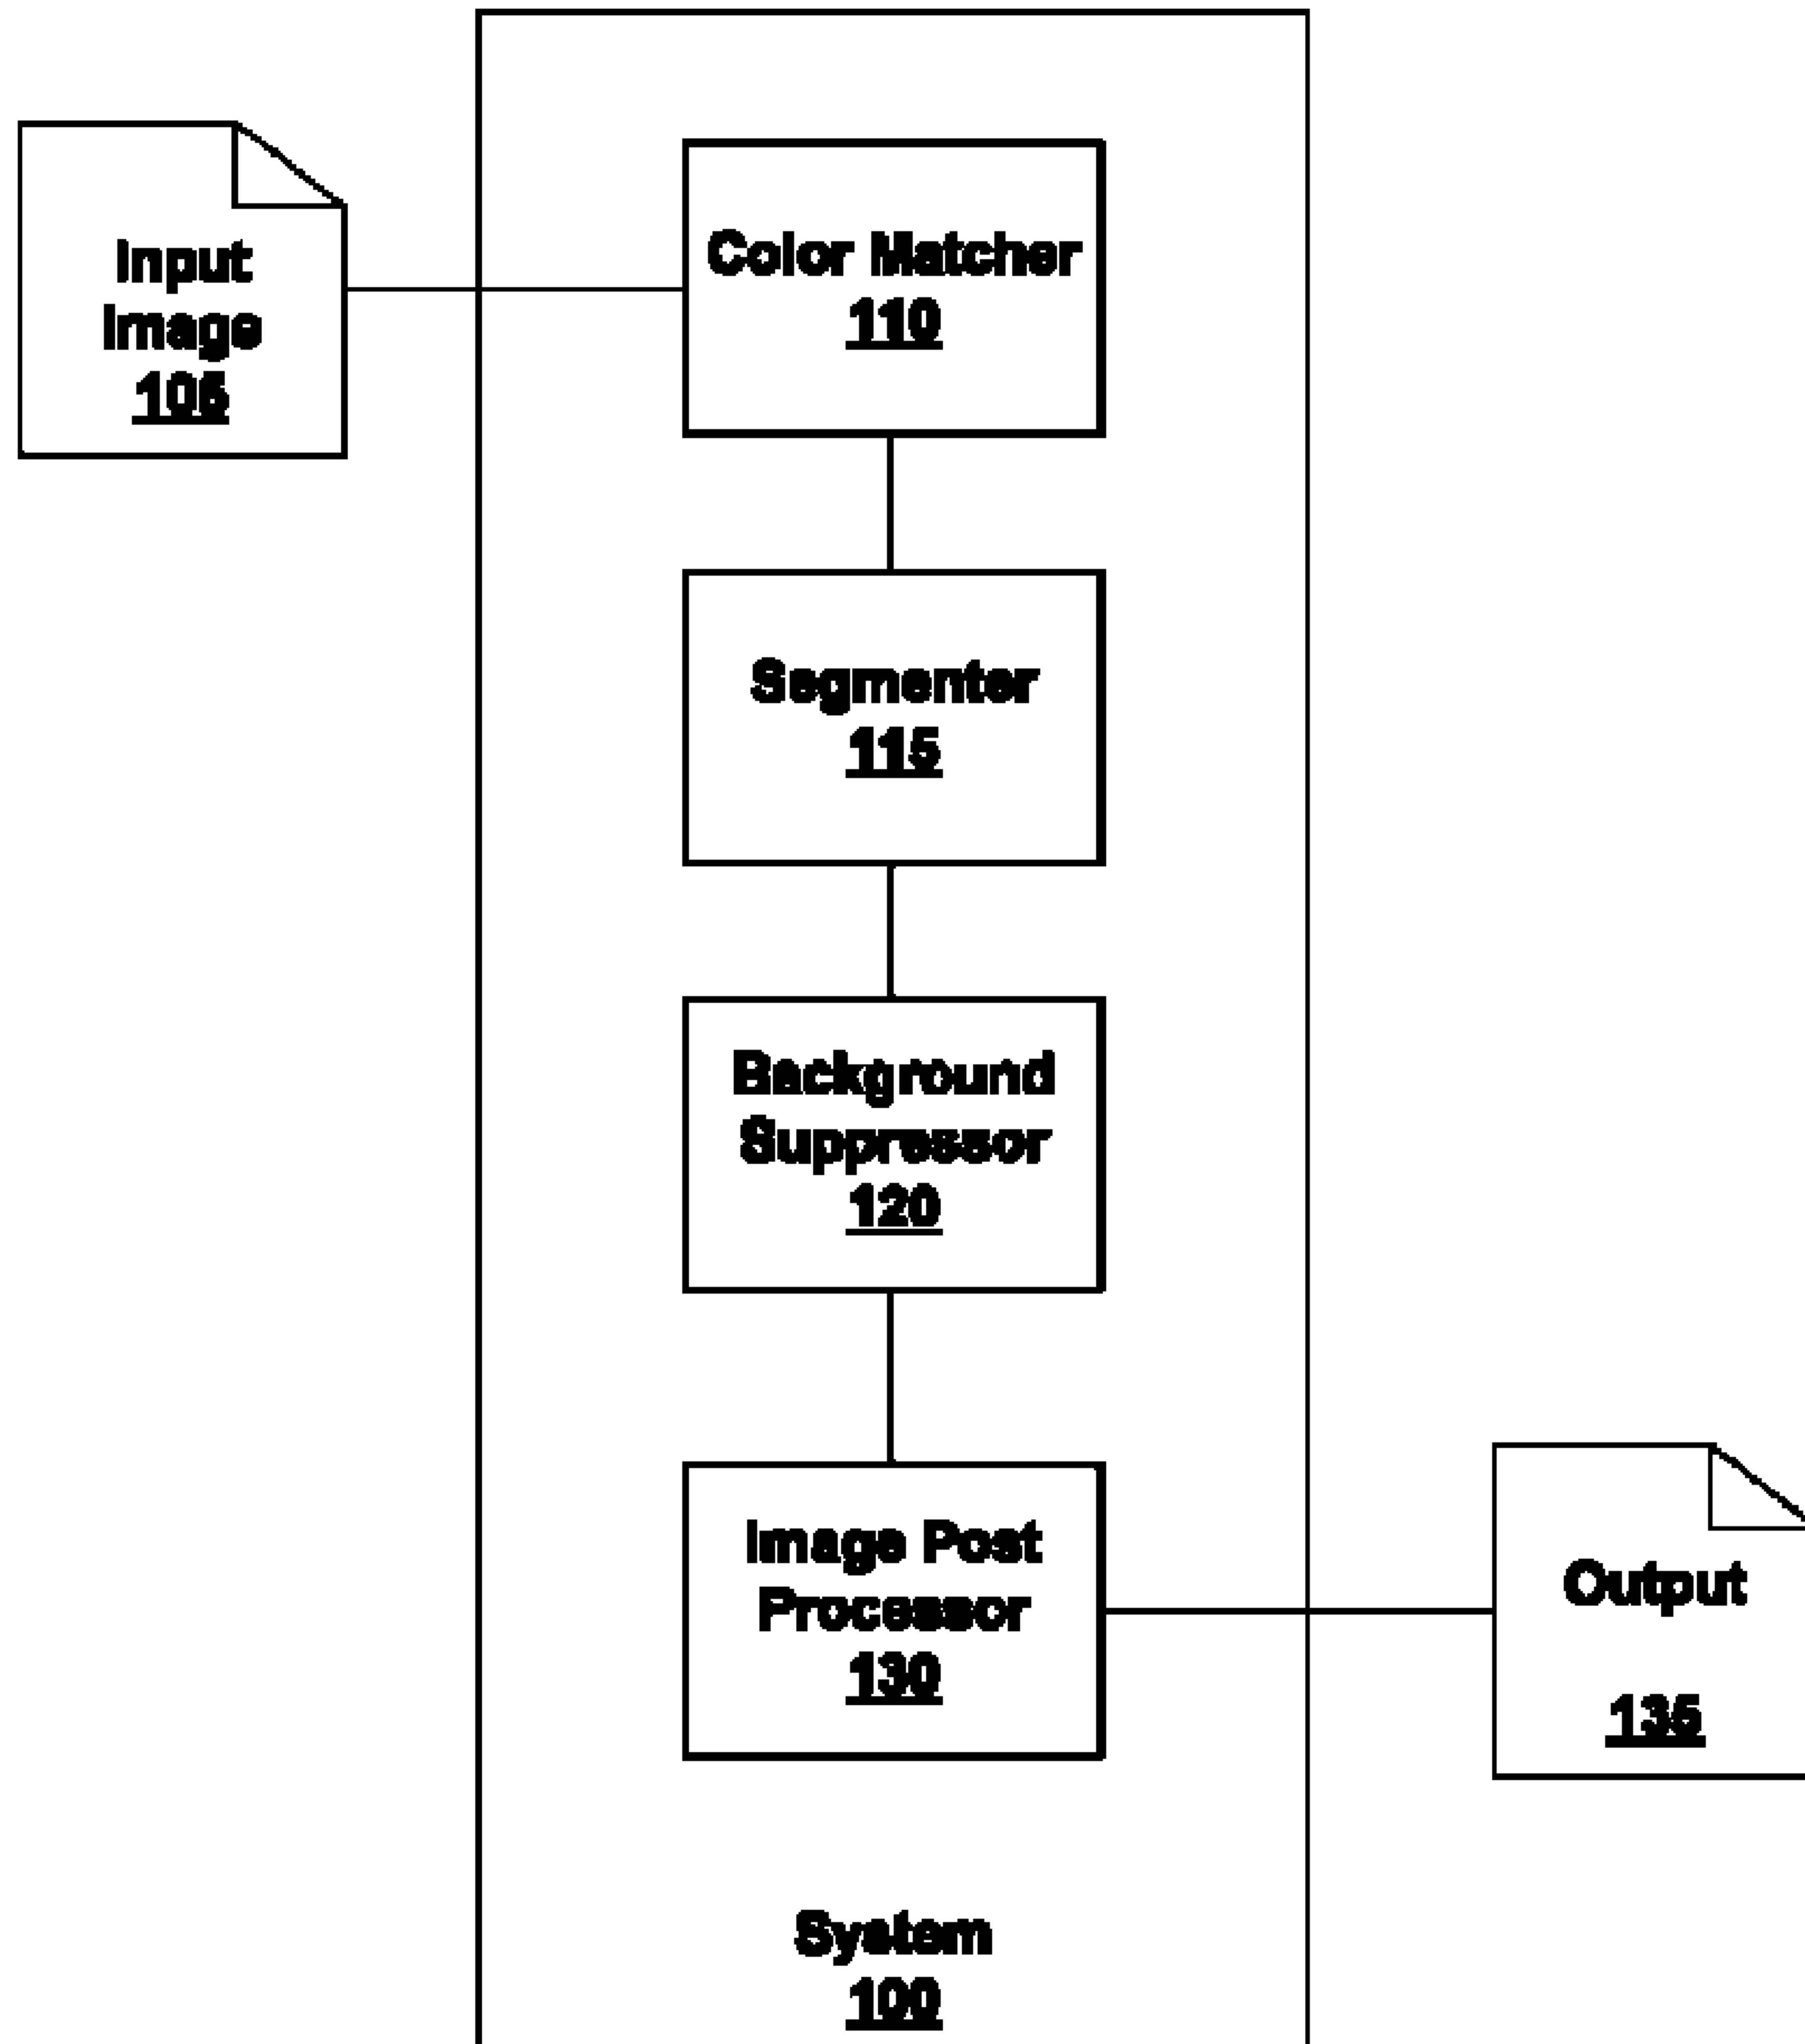 Input
Image
105
Color Matcher
110
Segmenter
115
Background
Suppressor
120
Image Post
Processor
130
Output
135
System
100